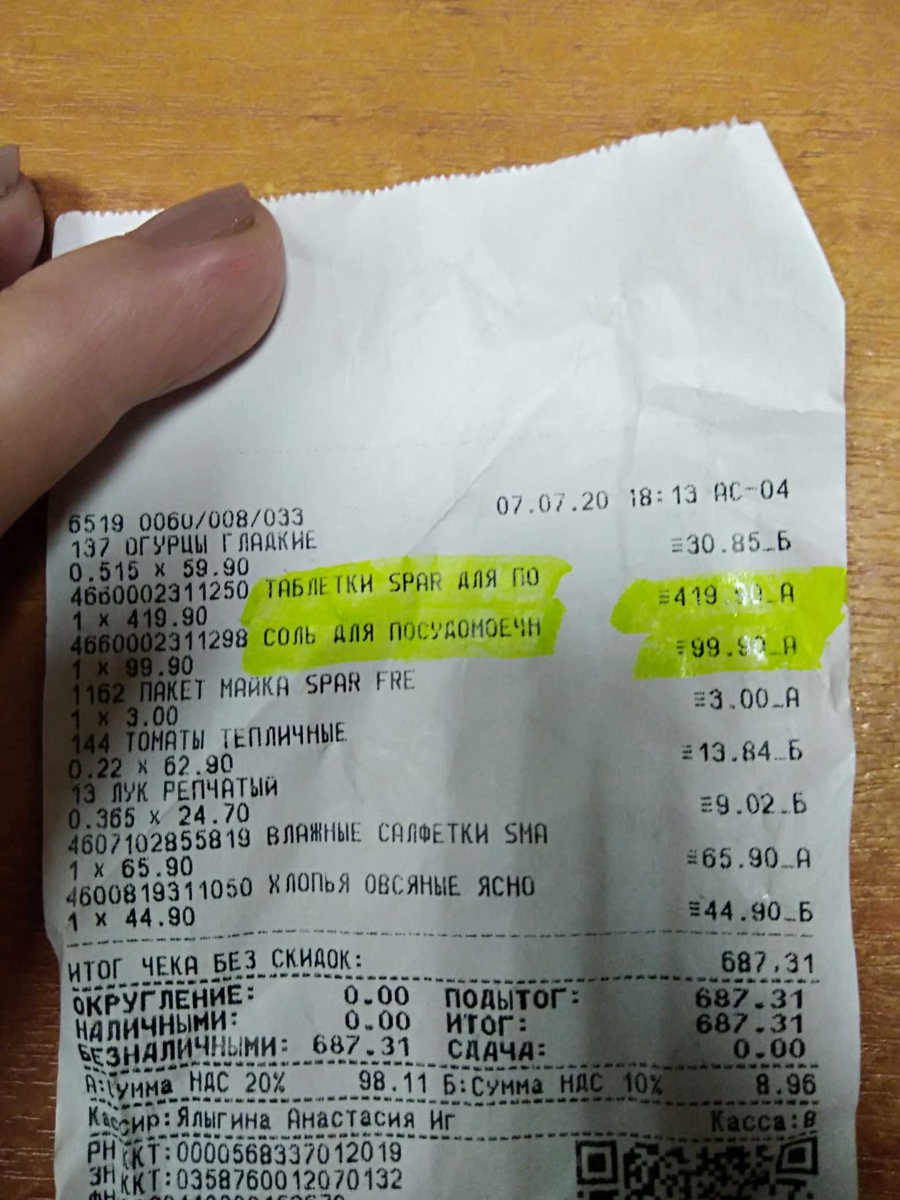 6519 0060/008/033 07.07.20 18:13 АС-04
137 ОГУРЦЫ ГЛАДКИЕ ≡30.85_Б
0.515 × 59.90
4660002311250 ТАБЛЕТКИ SPAR ДЛЯ ПО ≡419.90_А
1 × 419.90
4660002311298 СОЛЬ ДЛЯ ПОСУДОМОЕЧН ≡99.90_А
1 × 99.90
1162 ПАКЕТ МАЙКА SPAR FRE ≡3.00_А
1 × 3.00
144 ТОМАТЫ ТЕПЛИЧНЫЕ ≡13.84_Б
0.22 × 62.90
13 ЛУК РЕПЧАТЫЙ ≡9.02_Б
0.365 × 24.70
4607102855819 ВЛАЖНЫЕ САЛФЕТКИ SMA ≡65.90_А
1 × 65.90
4600819311050 ХЛОПЬЯ ОВСЯНЫЕ ЯСНО ≡44.90_Б
1 × 44.90
ИТОГ ЧЕКА БЕЗ СКИДОК: 687.31
ОКРУГЛЕНИЕ: 0.00 ПОДЫТОГ: 687.31
НАЛИЧНЫМИ: 0.00 ИТОГ: 687.31
БЕЗНАЛИЧНЫМИ: 687.31 СДАЧА: 0.00
А:Сумма НДС 20% 98.11 Б:Сумма НДС 10% 8.96
Кассир:Ялыгина Анастасия Иг Касса:8
РН ККТ:0000568337012019
ЗН ККТ:03587600012070132